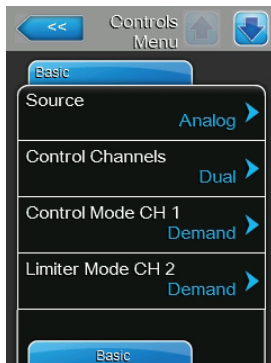 <<
Controls
Menu
Basic
Source
Analog
Control Channels
Dual
Control Mode CH 1
Demand
Limiter Mode CH 2
Demand
Basic